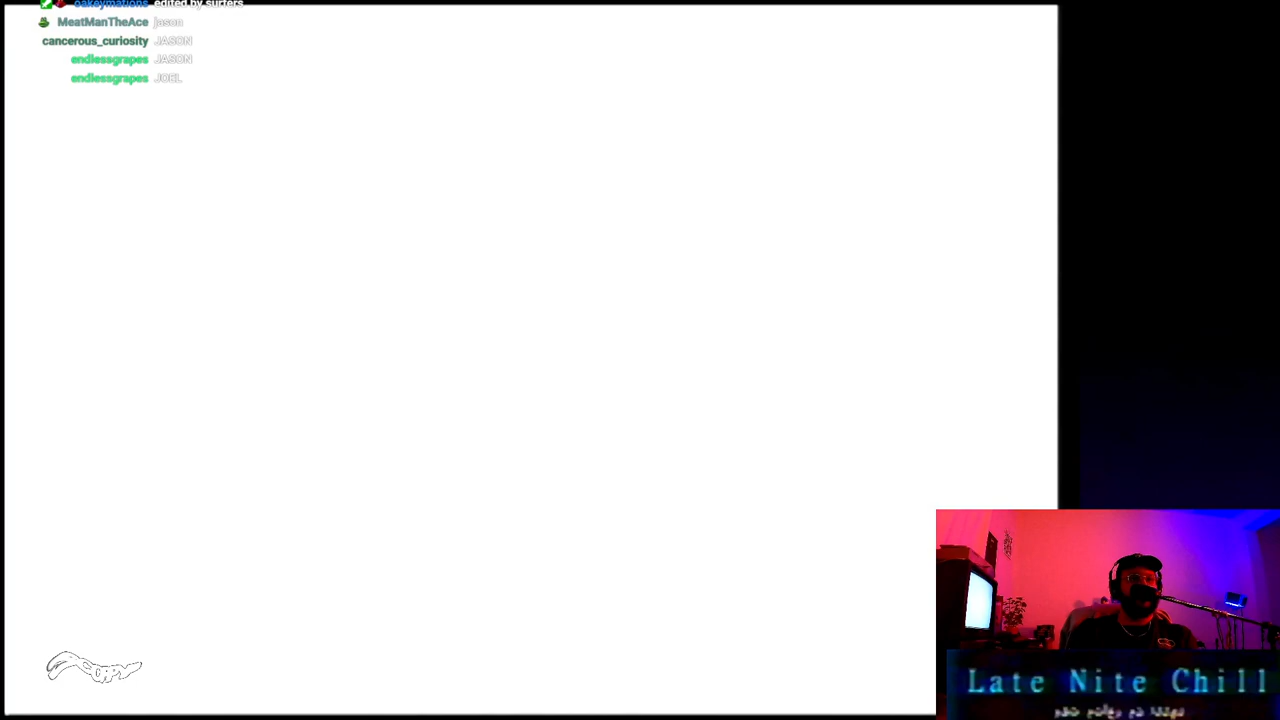 oakeymations edited by surfers
MeatManTheAce jason
cancerous_curiosity JASON
endlessgrapes JASON
endlessgrapes JOEL
Late Nite Chill